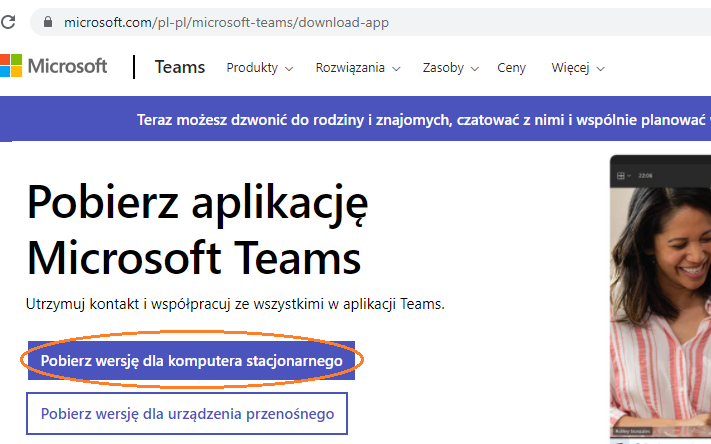 microsoft.com/pl-pl/microsoft-teams/download-app
Microsoft Teams Produkty Rozwiązania Zasoby Ceny Więcej
Teraz możesz dzwonić do rodziny i znajomych, czatować z nimi i wspólnie planować
22:06
Pobierz aplikację
Microsoft Teams
Utrzymuj kontakt i współpracuj ze wszystkimi w aplikacji Teams.
Pobierz wersję dla komputera stacjonarnego
Pobierz wersję dla urządzenia przenośnego